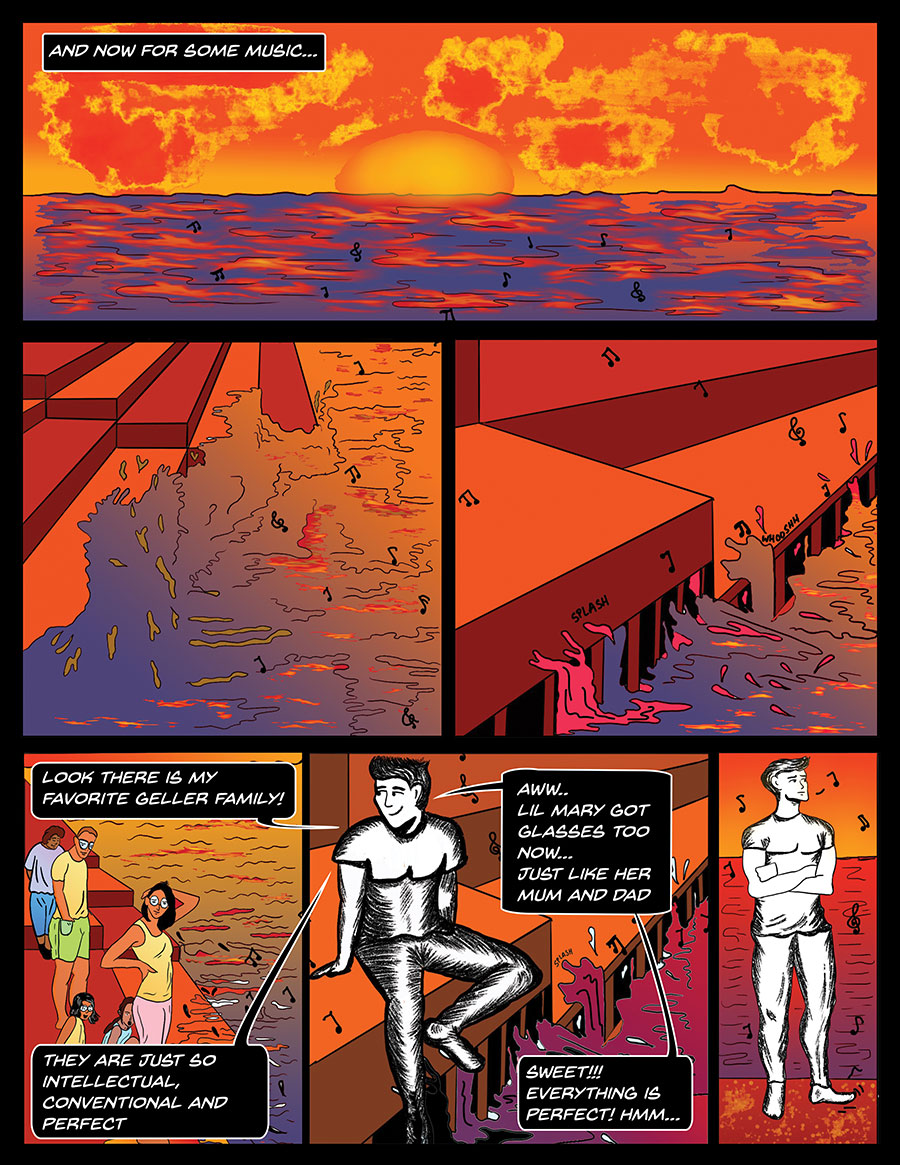 AND NOW FOR SOME MUSIC...
SPLASH
WHOOSHH
LOOK THERE IS MY
FAVORITE GELLER FAMILY!
THEY ARE JUST SO
INTELLECTUAL,
CONVENTIONAL AND
PERFECT
AWW..
LIL MARY GOT
GLASSES TOO
NOW...
JUST LIKE HER
MUM AND DAD
SPLASH
SWEET!!!
EVERYTHING IS
PERFECT! HMM...